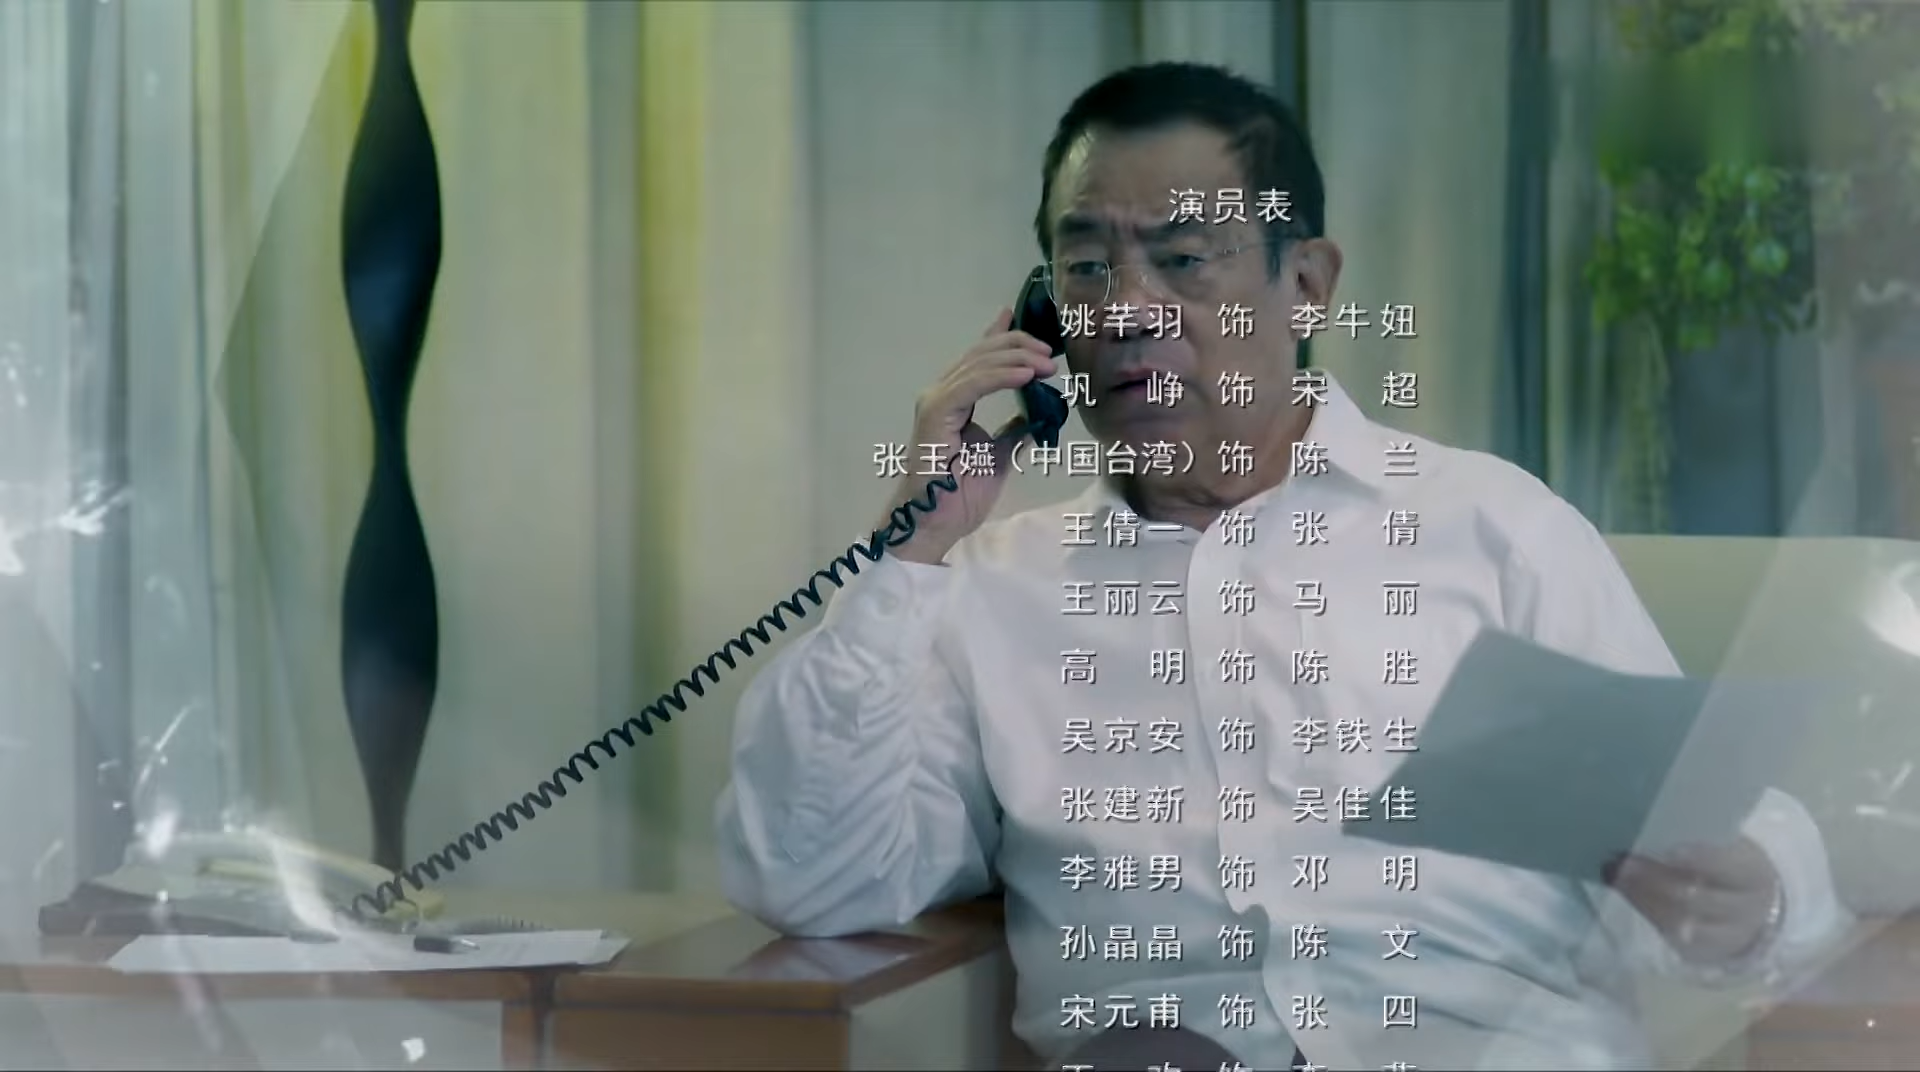 演员表
姚芊羽 饰 李牛妞
巩峥 饰 宋超
张玉嬿（中国台湾） 饰 陈兰
王倩一 饰 张倩
王丽云 饰 马丽
高明 饰 陈胜
吴京安 饰 李铁生
张建新 饰 吴佳佳
李雅男 饰 邓明
孙晶晶 饰 陈文
宋元甫 饰 张四